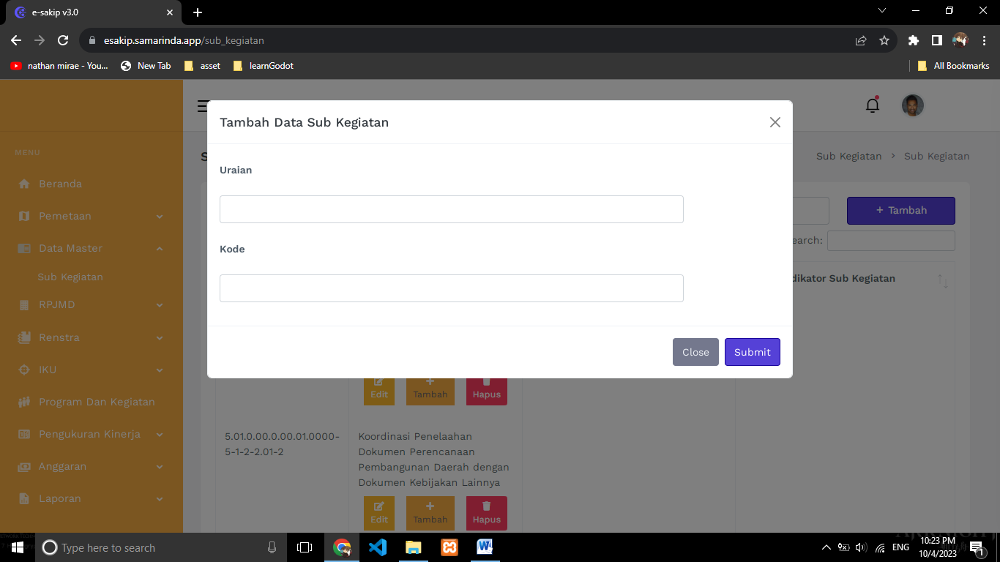 e-sakip v3.0
esakip.samarinda.app/sub_kegiatan
nathan mirae - You...
New Tab
asset
learnGodot
All Bookmarks
Tambah Data Sub Kegiatan
Uraian
Kode
Close
Submit
MENU
Beranda
Pemetaan
Data Master
Sub Kegiatan
RPJMD
Renstra
IKU
Program Dan Kegiatan
Pengukuran Kinerja
Anggaran
Laporan
S
Sub Kegiatan > Sub Kegiatan
+ Tambah
earch:
dikator Sub Kegiatan
Edit
Tambah
Hapus
5.01.0.00.0.00.01.0000-
5-1-2-2.01-2
Koordinasi Penelaahan
Dokumen Perencanaan
Pembangunan Daerah dengan
Dokumen Kebijakan Lainnya
Edit
Tambah
Hapus
Type here to search
ENG
10:23 PM
10/4/2023
1